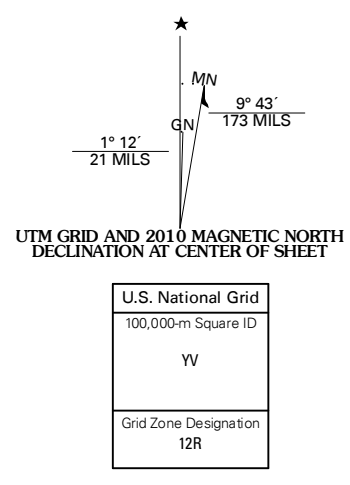 MN
9° 43´
173 MILS
GN
1° 12´
21 MILS
UTM GRID AND 2010 MAGNETIC NORTH
DECLINATION AT CENTER OF SHEET
U.S. National Grid
100,000-m Square ID
YV
Grid Zone Designation
12R